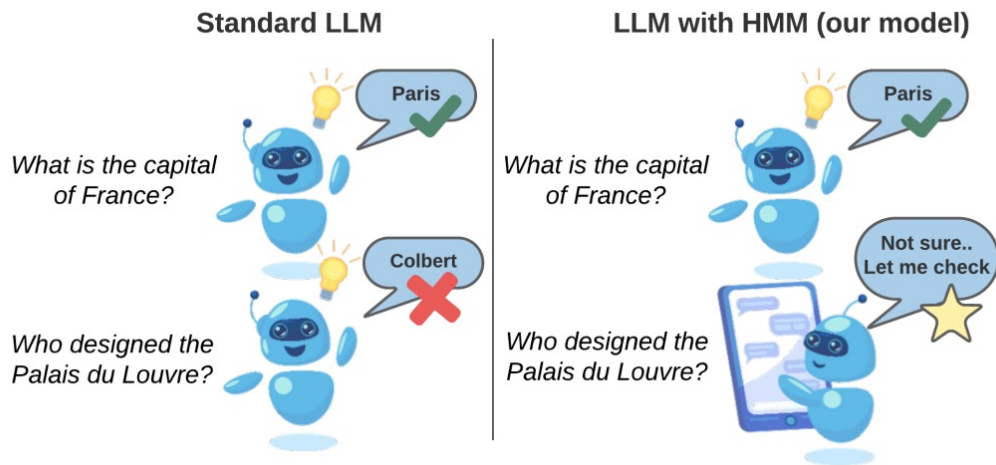 Standard LLM
Paris
What is the capital
of France?
Colbert
Who designed the
Palais du Louvre?
LLM with HMM (our model)
Paris
What is the capital
of France?
Not sure..
Let me check
Who designed the
Palais du Louvre?